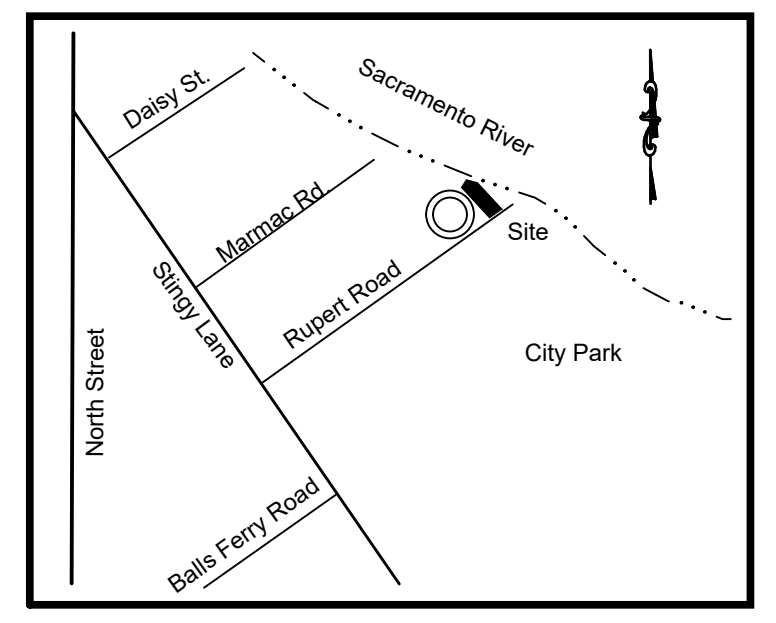 Daisy St.
Sacramento River
Marmac Rd.
Site
Stingy Lane
Rupert Road
City Park
North Street
Balls Ferry Road